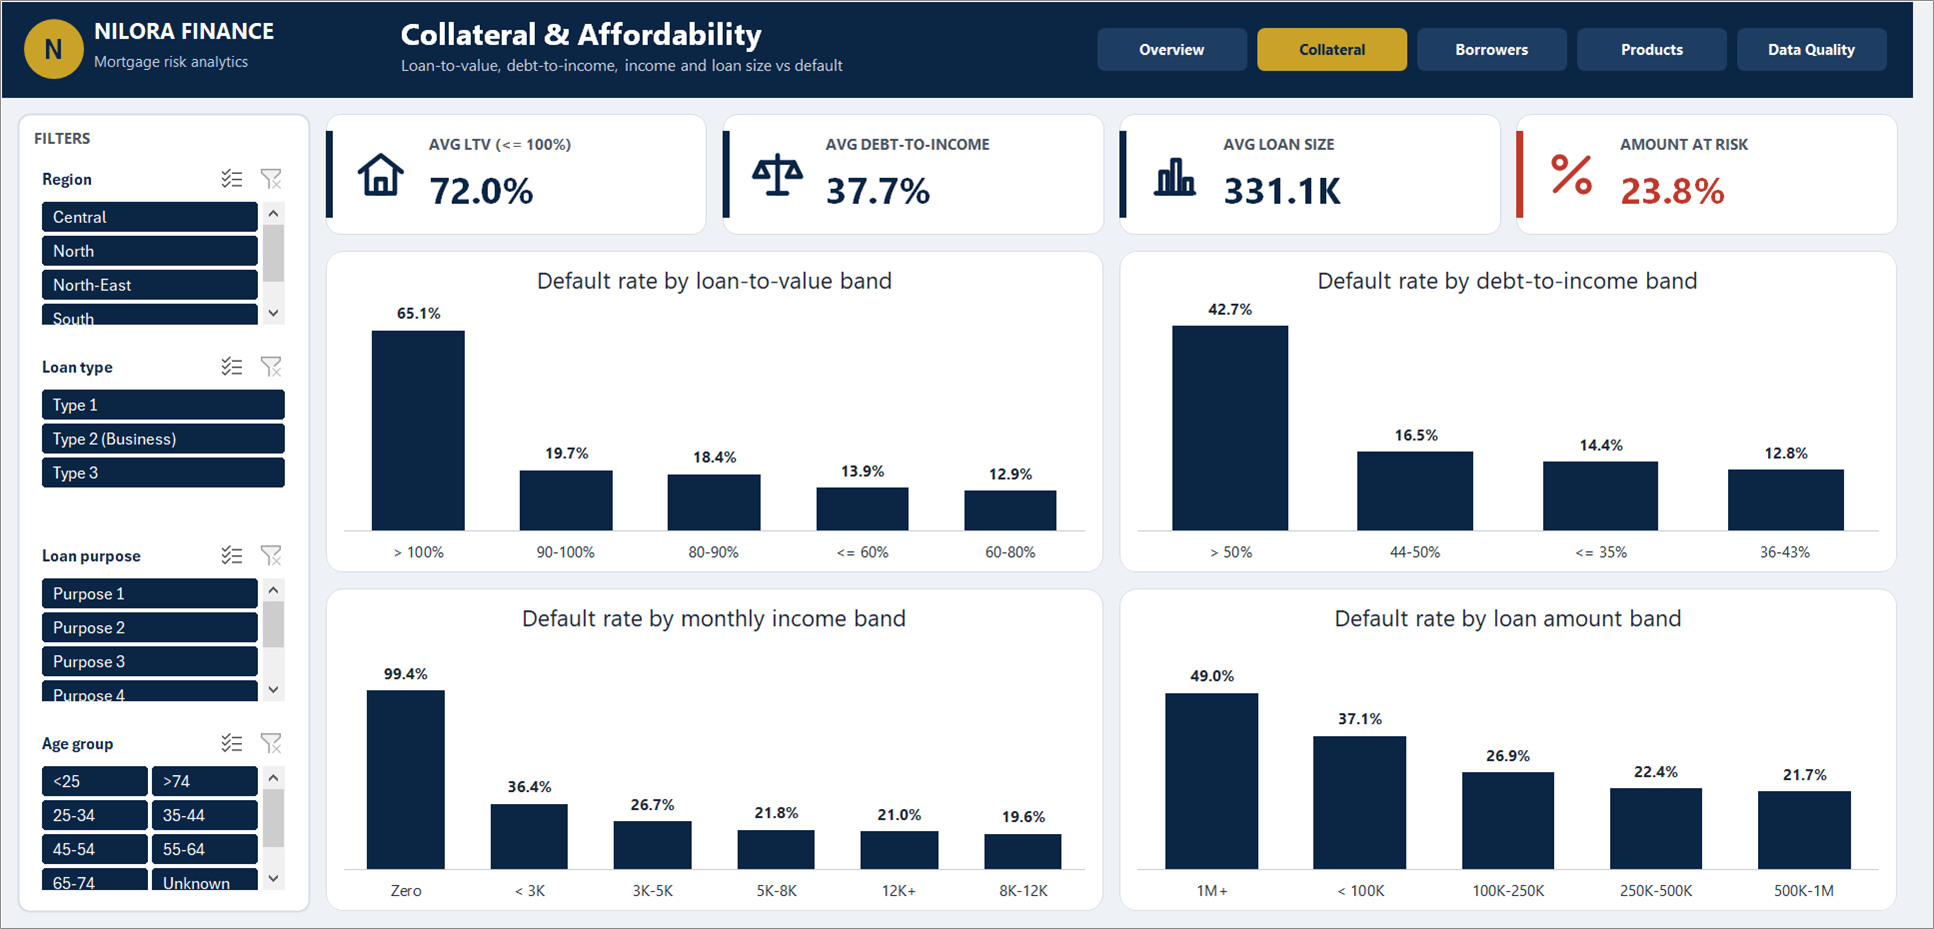 N
NILORA FINANCE
Mortgage risk analytics
Collateral & Affordability
Loan-to-value, debt-to-income, income and loan size vs default
Overview
Collateral
Borrowers
Products
Data Quality
FILTERS
Region
Central
North
North-East
South
Loan type
Type 1
Type 2 (Business)
Type 3
Loan purpose
Purpose 1
Purpose 2
Purpose 3
Purpose 4
Age group
<25 >74
25-34 35-44
45-54 55-64
65-74 Unknown
AVG LTV (<= 100%)
72.0%
AVG DEBT-TO-INCOME
37.7%
AVG LOAN SIZE
331.1K
%
AMOUNT AT RISK
23.8%
Default rate by loan-to-value band
65.1%
19.7%
18.4%
13.9%
12.9%
> 100% 90-100% 80-90% <= 60% 60-80%
Default rate by debt-to-income band
42.7%
16.5%
14.4%
12.8%
> 50% 44-50% <= 35% 36-43%
Default rate by monthly income band
99.4%
36.4%
26.7%
21.8%
21.0%
19.6%
Zero < 3K 3K-5K 5K-8K 12K+ 8K-12K
Default rate by loan amount band
49.0%
37.1%
26.9%
22.4%
21.7%
1M+ < 100K 100K-250K 250K-500K 500K-1M